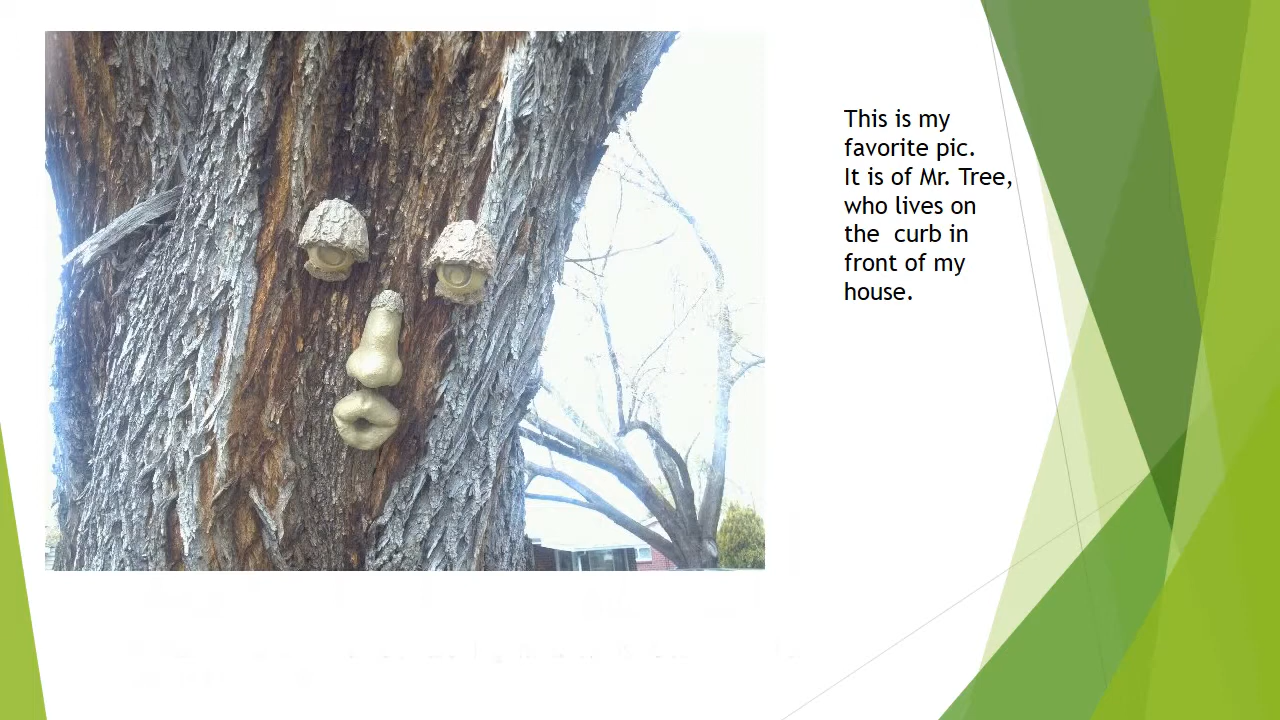 This is my
favorite pic.
It is of Mr. Tree,
who lives on
the  curb in
front of my
house.